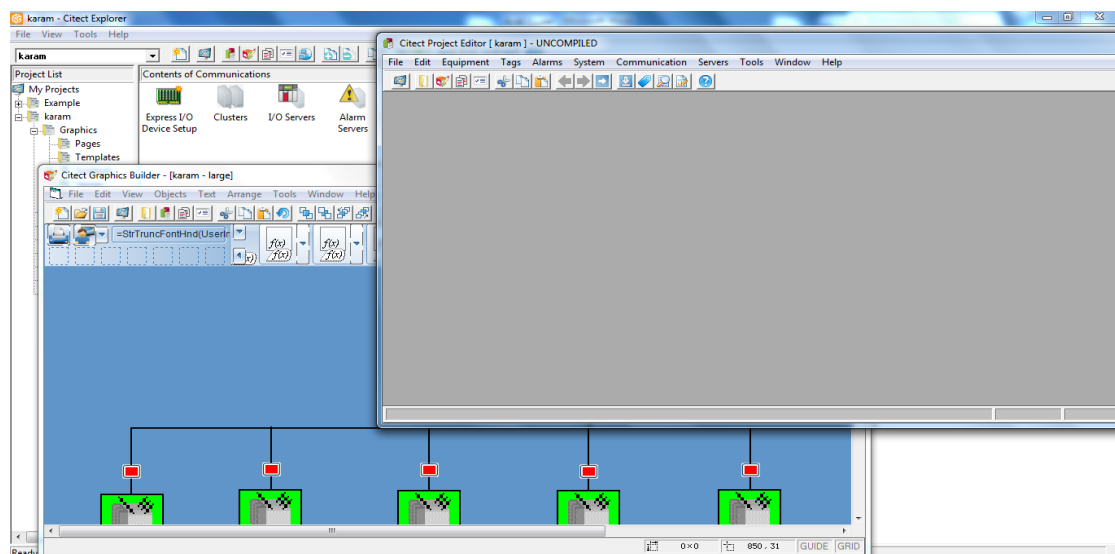 karam - Citect Explorer
File View Tools Help
karam
Project List
My Projects
Example
karam
Graphics
Pages
Templates
Contents of Communications
Express I/O Device Setup
Clusters
I/O Servers
Alarm Servers
Citect Project Editor [ karam ] - UNCOMPILED
File Edit Equipment Tags Alarms System Communication Servers Tools Window Help
Citect Graphics Builder - [karam - large]
File Edit View Objects Text Arrange Tools Window Help
=StrTruncFontHnd(UserIr
f(x)
f(x)
f(x)
f(x)
0×0
850 , 31
GUIDE
GRID